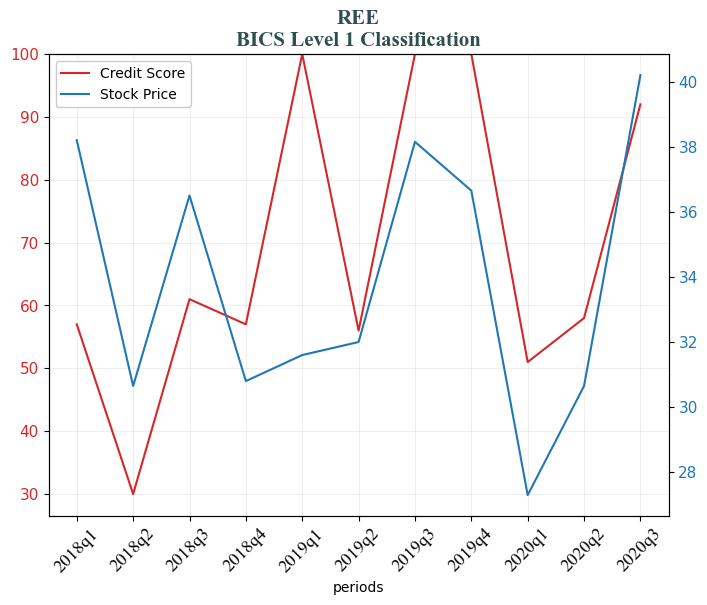 REE
BICS Level 1 Classification
Credit Score
Stock Price
100
90
80
70
60
50
40
30
40
38
36
34
32
30
28
2018q1
2018q2
2018q3
2018q4
2019q1
2019q2
2019q3
2019q4
2020q1
2020q2
2020q3
periods